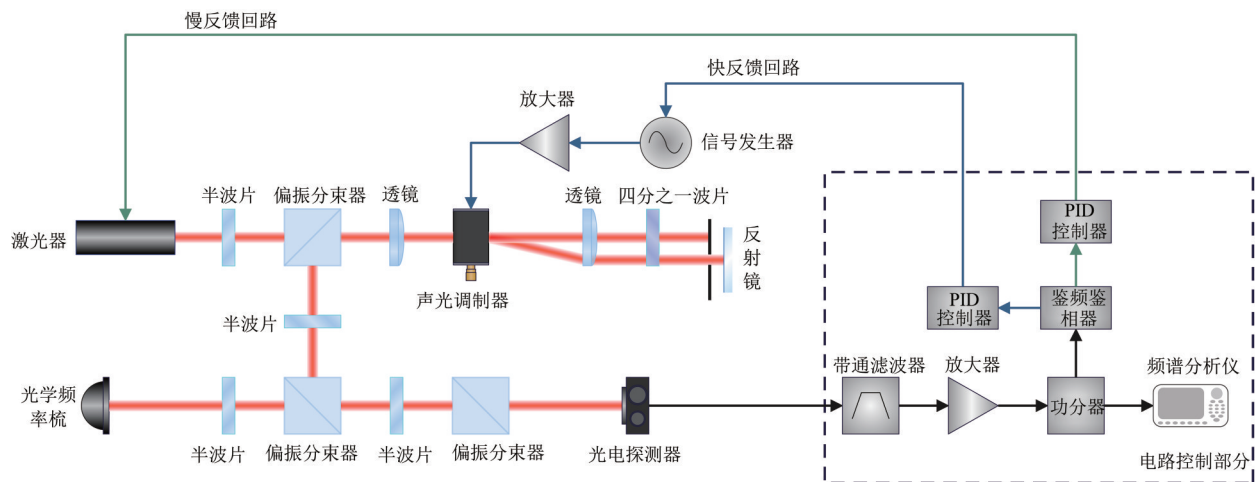 慢反馈回路
快反馈回路
放大器
信号发生器
半波片
偏振分束器
透镜
透镜
四分之一波片
激光器
声光调制器
反
射
镜
PID
控制器
PID
控制器
鉴频鉴
相器
半波片
光学频
率梳
半波片
偏振分束器
半波片
偏振分束器
光电探测器
带通滤波器
放大器
功分器
频谱分析仪
电路控制部分